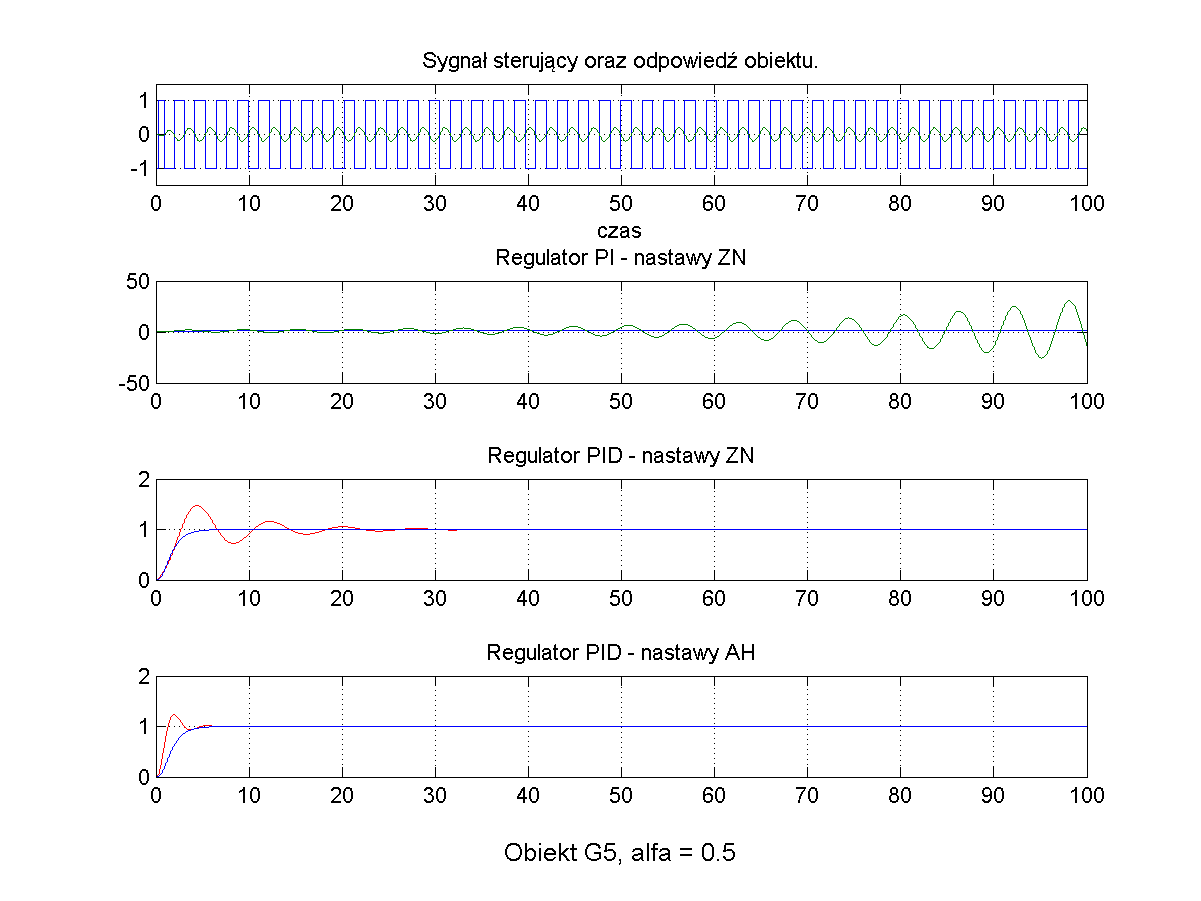 Sygnał sterujący oraz odpowiedź obiektu.
1
0
-1
0 10 20 30 40 50 60 70 80 90 100
czas
Regulator PI - nastawy ZN
50
0
-50
0 10 20 30 40 50 60 70 80 90 100
Regulator PID - nastawy ZN
2
1
0
0 10 20 30 40 50 60 70 80 90 100
Regulator PID - nastawy AH
2
1
0
0 10 20 30 40 50 60 70 80 90 100
Obiekt G5, alfa = 0.5